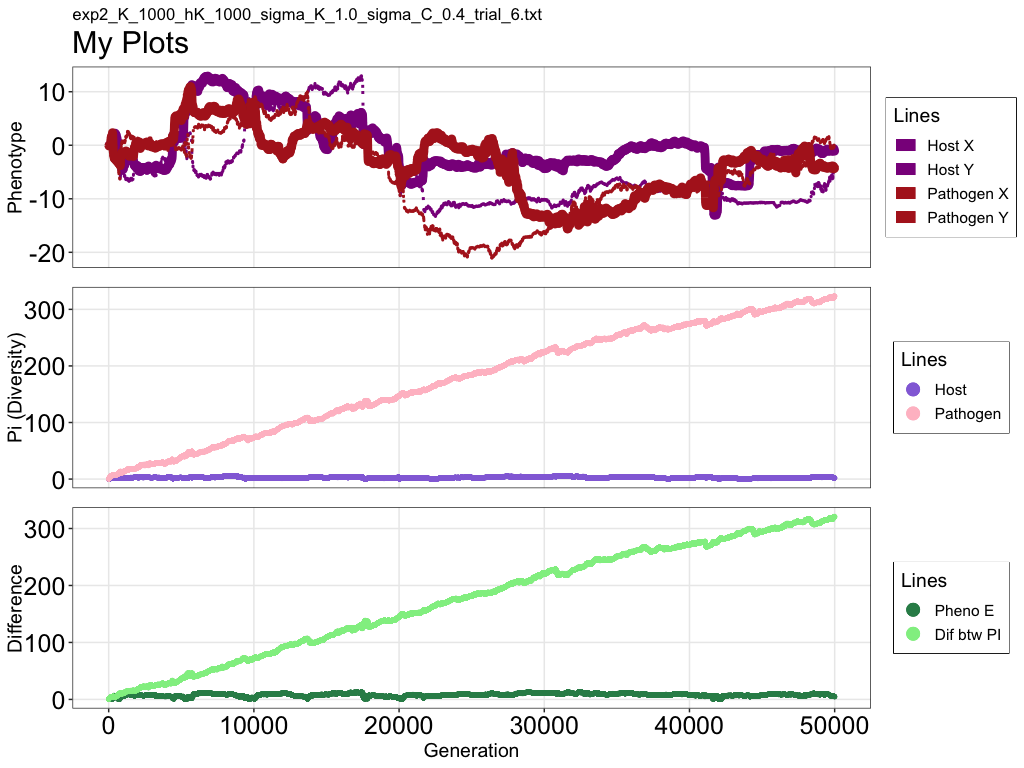 exp2_K_1000_hK_1000_sigma_K_1.0_sigma_C_0.4_trial_6.txt
My Plots
Phenotype
10
0
-10
-20
Lines
Host X
Host Y
Pathogen X
Pathogen Y
Pi (Diversity)
300
200
100
0
Lines
Host
Pathogen
Difference
300
200
100
0
Lines
Pheno E
Dif btw PI
0 10000 20000 30000 40000 50000
Generation